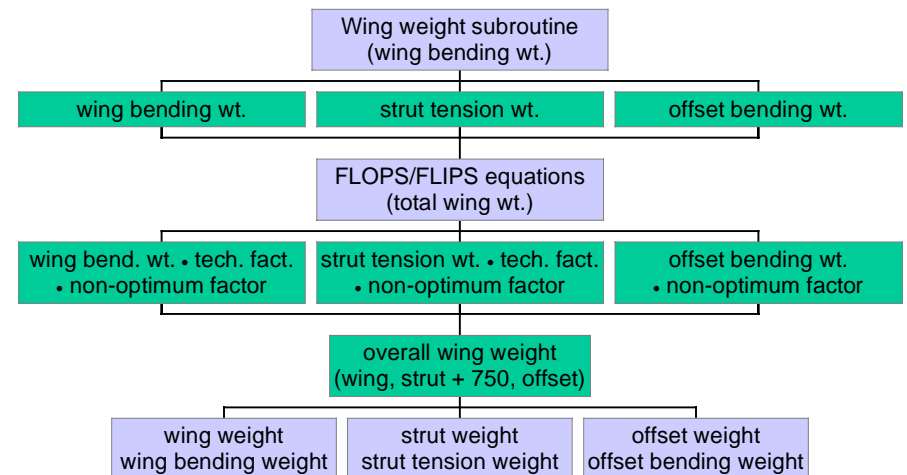 Wing weight subroutine
(wing bending wt.)
wing bending wt.
strut tension wt.
offset bending wt.
FLOPS/FLIPS equations
(total wing wt.)
wing bend. wt. • tech. fact.
• non-optimum factor
strut tension wt. • tech. fact.
• non-optimum factor
offset bending wt.
• non-optimum factor
overall wing weight
(wing, strut + 750, offset)
wing weight
wing bending weight
strut weight
strut tension weight
offset weight
offset bending weight